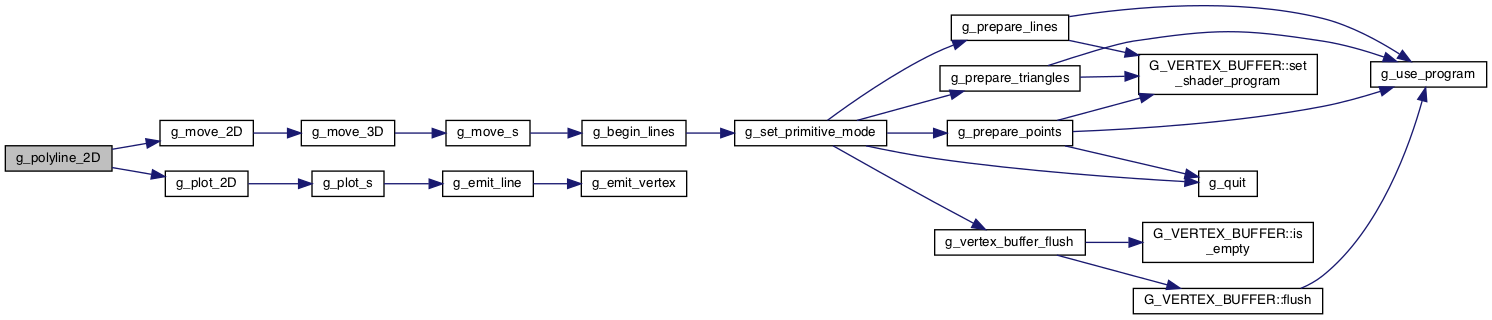 g_polyline_2D
g_move_2D
g_plot_2D
g_move_3D
g_plot_s
g_move_s
g_emit_line
g_begin_lines
g_emit_vertex
g_set_primitive_mode
g_prepare_lines
g_prepare_triangles
g_prepare_points
g_vertex_buffer_flush
G_VERTEX_BUFFER::set
_shader_program
g_quit
G_VERTEX_BUFFER::is
_empty
G_VERTEX_BUFFER::flush
g_use_program